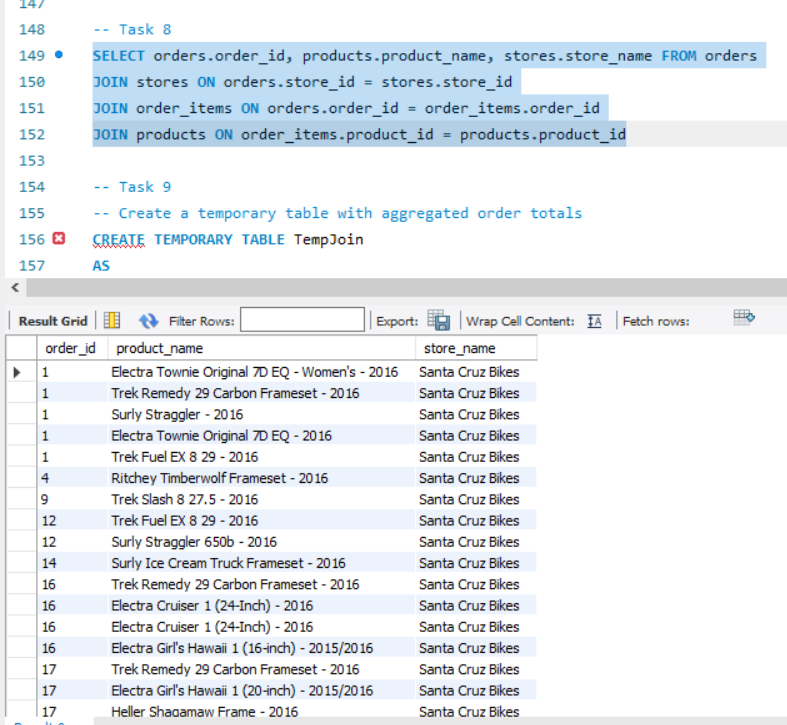 147
148 -- Task 8
149 SELECT orders.order_id, products.product_name, stores.store_name FROM orders
150 JOIN stores ON orders.store_id = stores.store_id
151 JOIN order_items ON orders.order_id = order_items.order_id
152 JOIN products ON order_items.product_id = products.product_id
153
154 -- Task 9
155 -- Create a temporary table with aggregated order totals
156 CREATE TEMPORARY TABLE TempJoin
157 AS
Result Grid Filter Rows: Export: Wrap Cell Content: IA Fetch rows:
order_id product_name store_name
1 Electra Townie Original 7D EQ - Women's - 2016 Santa Cruz Bikes
1 Trek Remedy 29 Carbon Frameset - 2016 Santa Cruz Bikes
1 Surly Straggler - 2016 Santa Cruz Bikes
1 Electra Townie Original 7D EQ - 2016 Santa Cruz Bikes
1 Trek Fuel EX 8 29 - 2016 Santa Cruz Bikes
4 Ritchey Timberwolf Frameset - 2016 Santa Cruz Bikes
9 Trek Slash 8 27.5 - 2016 Santa Cruz Bikes
12 Trek Fuel EX 8 29 - 2016 Santa Cruz Bikes
12 Surly Straggler 650b - 2016 Santa Cruz Bikes
14 Surly Ice Cream Truck Frameset - 2016 Santa Cruz Bikes
16 Trek Remedy 29 Carbon Frameset - 2016 Santa Cruz Bikes
16 Electra Cruiser 1 (24-Inch) - 2016 Santa Cruz Bikes
16 Electra Cruiser 1 (24-Inch) - 2016 Santa Cruz Bikes
16 Electra Girl's Hawaii 1 (16-inch) - 2015/2016 Santa Cruz Bikes
17 Trek Remedy 29 Carbon Frameset - 2016 Santa Cruz Bikes
17 Electra Girl's Hawaii 1 (20-inch) - 2015/2016 Santa Cruz Bikes
17 Heller Shagamaw Frame - 2016 Santa Cruz Bikes